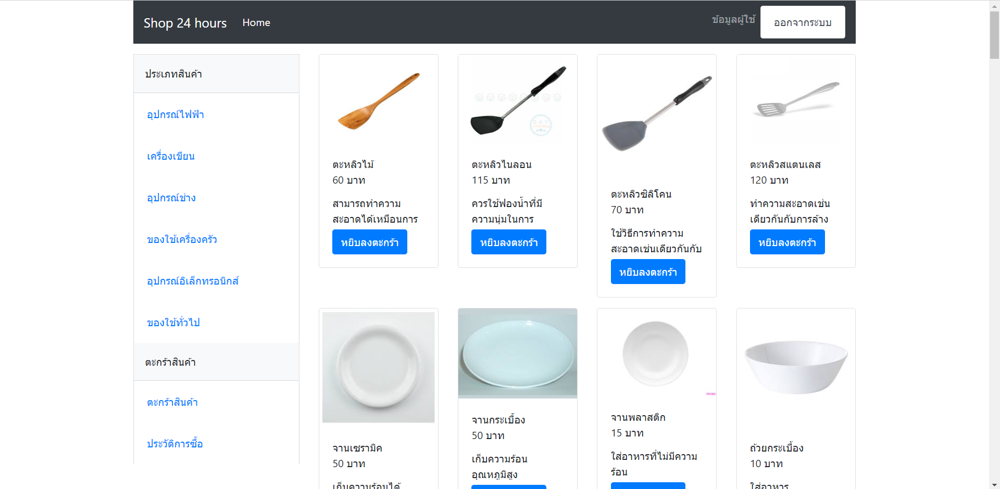 Shop 24 hours
Home
ข้อมูลผู้ใช้
ออกจากระบบ
ประเภทสินค้า
อุปกรณ์ไฟฟ้า
เครื่องเขียน
อุปกรณ์ช่าง
ของใช้เครื่องครัว
อุปกรณ์อิเล็กทรอนิกส์
ของใช้ทั่วไป
ตะกร้าสินค้า
ตะกร้าสินค้า
ประวัติการซื้อ
ตะหลิวไม้
60 บาท
สามารถทำความ
สะอาดได้เหมือนการ
หยิบลงตะกร้า
ตะหลิวไนลอน
115 บาท
ควรใช้ฟองน้ำที่มี
ความนุ่มในการ
หยิบลงตะกร้า
ตะหลิวซิลิโคน
70 บาท
ใช้วิธีการทำความ
สะอาดเช่นเดียวกันกับ
หยิบลงตะกร้า
ตะหลิวสแตนเลส
120 บาท
ทำความสะอาดเช่น
เดียวกันกับการล้าง
หยิบลงตะกร้า
จานเซรามิค
50 บาท
เก็บความร้อนได้
จานกระเบื้อง
50 บาท
เก็บความร้อน
อุณหภูมิสูง
จานพลาสติก
15 บาท
ใส่อาหารที่ไม่มีความ
ร้อน
ถ้วยกระเบื้อง
10 บาท
ใส่อาหาร